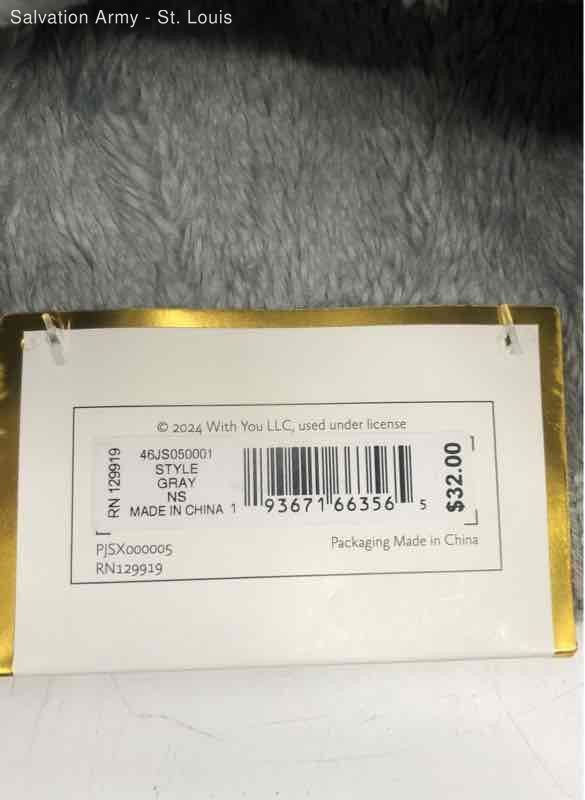 Salvation Army - St. Louis
© 2024 With You LLC, used under license
RN 129919
46JS050001
STYLE
GRAY
NS
MADE IN CHINA
1 93671 66356 5
$32.00
PJSX000005
RN129919
Packaging Made in China